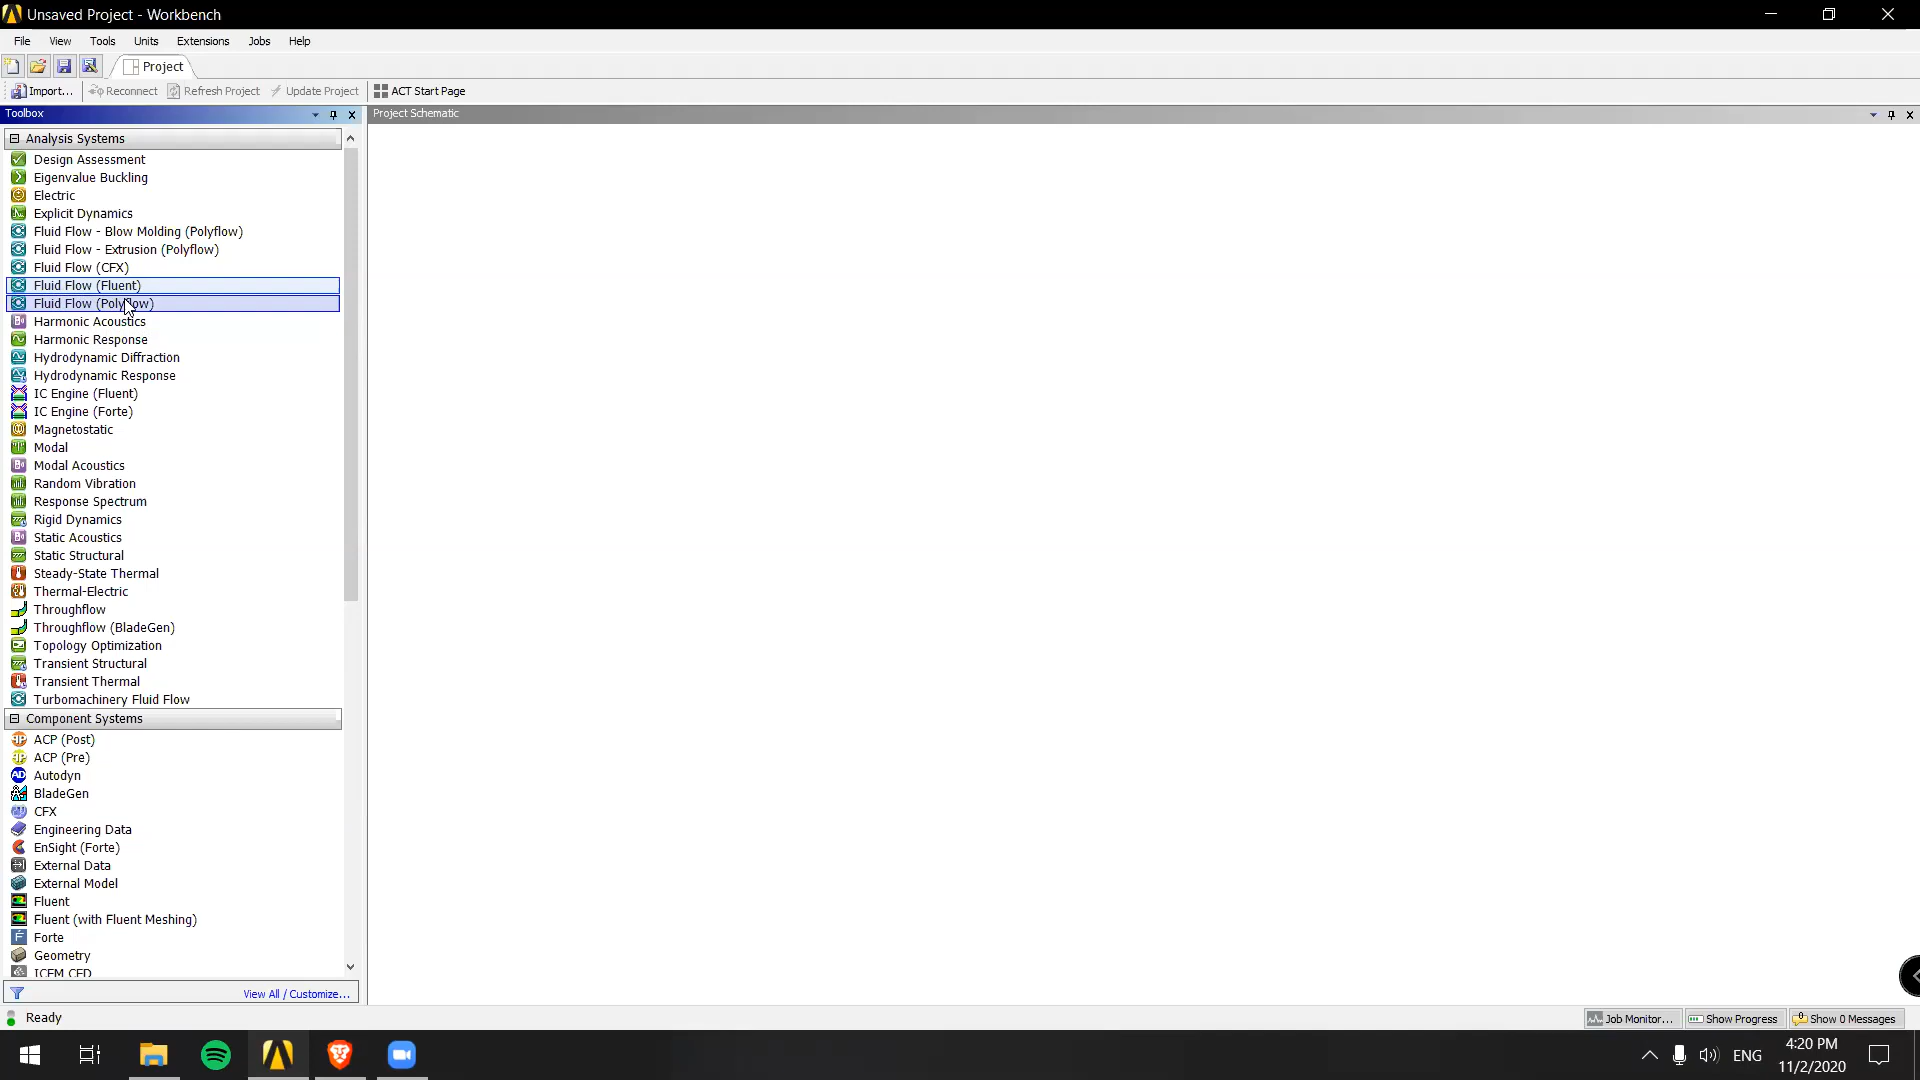 Unsaved Project - Workbench
File View Tools Units Extensions Jobs Help
Project
Import... Reconnect Refresh Project Update Project ACT Start Page
Toolbox
Project Schematic
Analysis Systems
Design Assessment
Eigenvalue Buckling
Electric
Explicit Dynamics
Fluid Flow - Blow Molding (Polyflow)
Fluid Flow - Extrusion (Polyflow)
Fluid Flow (CFX)
Fluid Flow (Fluent)
Fluid Flow (Polyflow)
Harmonic Acoustics
Harmonic Response
Hydrodynamic Diffraction
Hydrodynamic Response
IC Engine (Fluent)
IC Engine (Forte)
Magnetostatic
Modal
Modal Acoustics
Random Vibration
Response Spectrum
Rigid Dynamics
Static Acoustics
Static Structural
Steady-State Thermal
Thermal-Electric
Throughflow
Throughflow (BladeGen)
Topology Optimization
Transient Structural
Transient Thermal
Turbomachinery Fluid Flow
Component Systems
ACP (Post)
ACP (Pre)
Autodyn
BladeGen
CFX
Engineering Data
EnSight (Forte)
External Data
External Model
Fluent
Fluent (with Fluent Meshing)
Forte
Geometry
ICEM CFD
View All / Customize...
Ready
Job Monitor... Show Progress Show 0 Messages
ENG
4:20 PM
11/2/2020